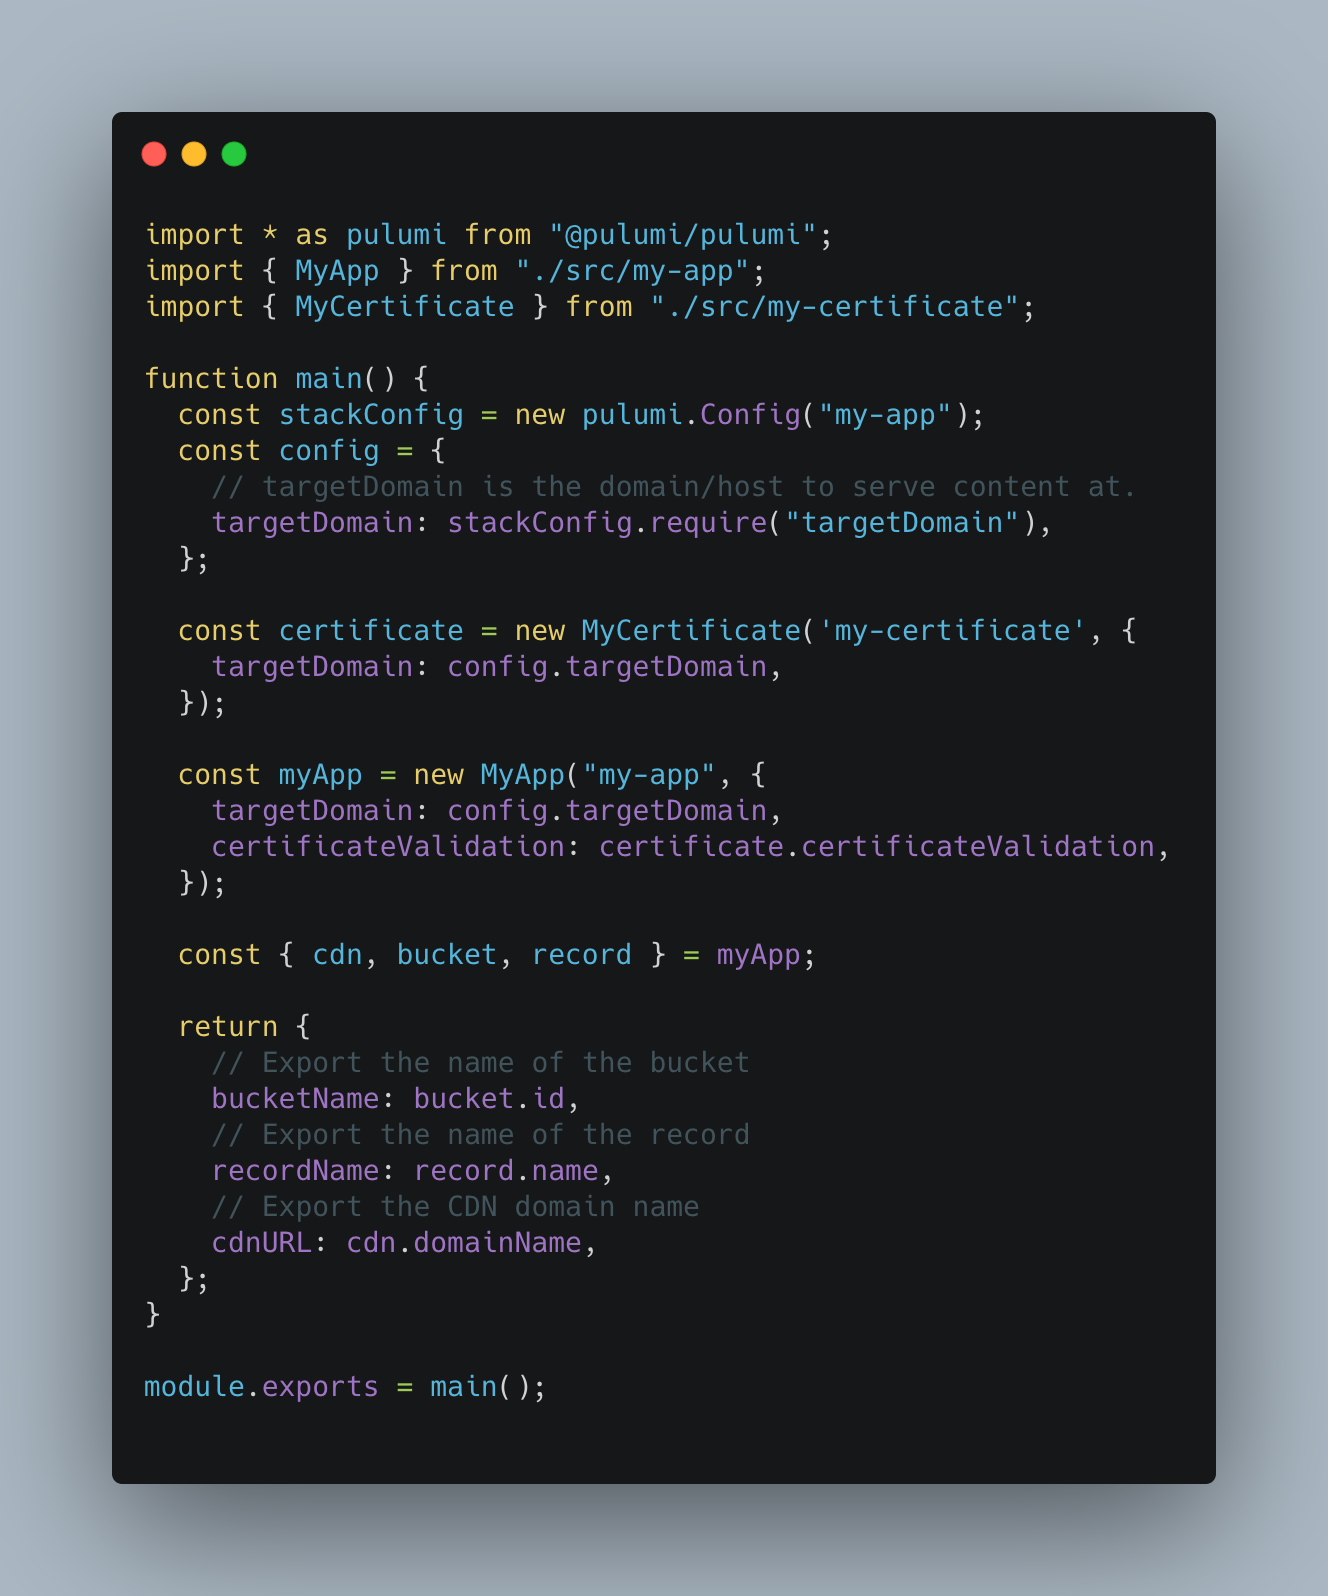 import * as pulumi from "@pulumi/pulumi";
import { MyApp } from "./src/my-app";
import { MyCertificate } from "./src/my-certificate";

function main() {
  const stackConfig = new pulumi.Config("my-app");
  const config = {
    // targetDomain is the domain/host to serve content at.
    targetDomain: stackConfig.require("targetDomain"),
  };

  const certificate = new MyCertificate('my-certificate', {
    targetDomain: config.targetDomain,
  });

  const myApp = new MyApp("my-app", {
    targetDomain: config.targetDomain,
    certificateValidation: certificate.certificateValidation,
  });

  const { cdn, bucket, record } = myApp;

  return {
    // Export the name of the bucket
    bucketName: bucket.id,
    // Export the name of the record
    recordName: record.name,
    // Export the CDN domain name
    cdnURL: cdn.domainName,
  };
}

module.exports = main();